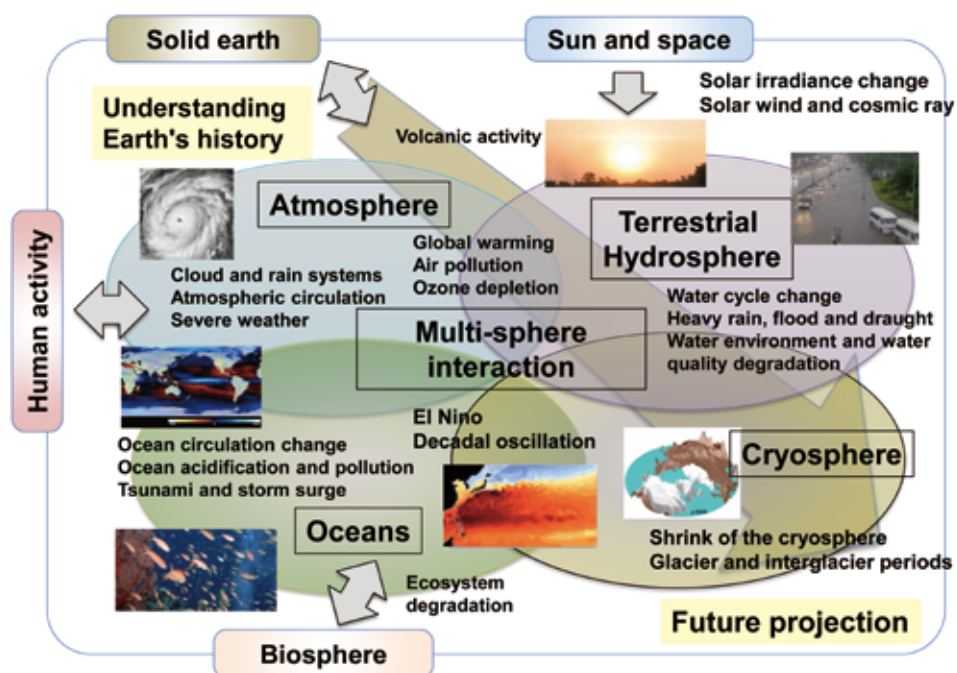 Solid earth
Sun and space
Solar irradiance change
Solar wind and cosmic ray
Understanding
Earth's history
Volcanic activity
Atmosphere
Terrestrial
Hydrosphere
Global warming
Air pollution
Ozone depletion
Cloud and rain systems
Atmospheric circulation
Severe weather
Human activity
Water cycle change
Heavy rain, flood and draught
Water environment and water
quality degradation
Multi-sphere
interaction
El Nino
Decadal oscillation
Ocean circulation change
Ocean acidification and pollution
Tsunami and storm surge
Cryosphere
Oceans
Shrink of the cryosphere
Glacier and interglacier periods
Ecosystem
degradation
Future projection
Biosphere